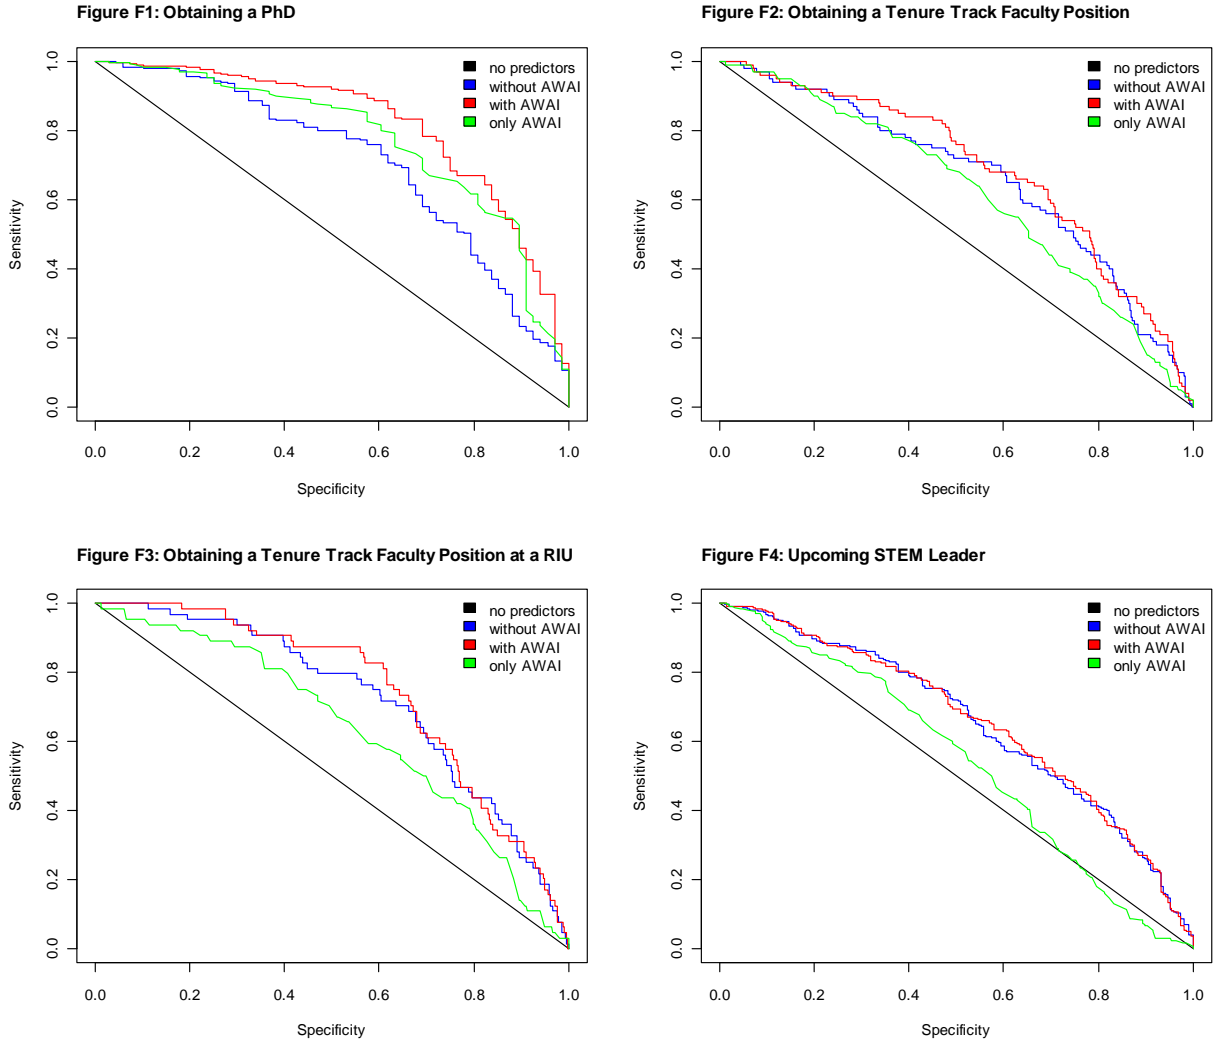 Figure F1: Obtaining a PhD
Sensitivity
1.0
0.8
0.6
0.4
0.2
0.0
no predictors
without AWAI
with AWAI
only AWAI
0.0 0.2 0.4 0.6 0.8 1.0
Specificity
Figure F2: Obtaining a Tenure Track Faculty Position
Sensitivity
1.0
0.8
0.6
0.4
0.2
0.0
no predictors
without AWAI
with AWAI
only AWAI
0.0 0.2 0.4 0.6 0.8 1.0
Specificity
Figure F3: Obtaining a Tenure Track Faculty Position at a RIU
Sensitivity
1.0
0.8
0.6
0.4
0.2
0.0
no predictors
without AWAI
with AWAI
only AWAI
0.0 0.2 0.4 0.6 0.8 1.0
Specificity
Figure F4: Upcoming STEM Leader
Sensitivity
1.0
0.8
0.6
0.4
0.2
0.0
no predictors
without AWAI
with AWAI
only AWAI
0.0 0.2 0.4 0.6 0.8 1.0
Specificity